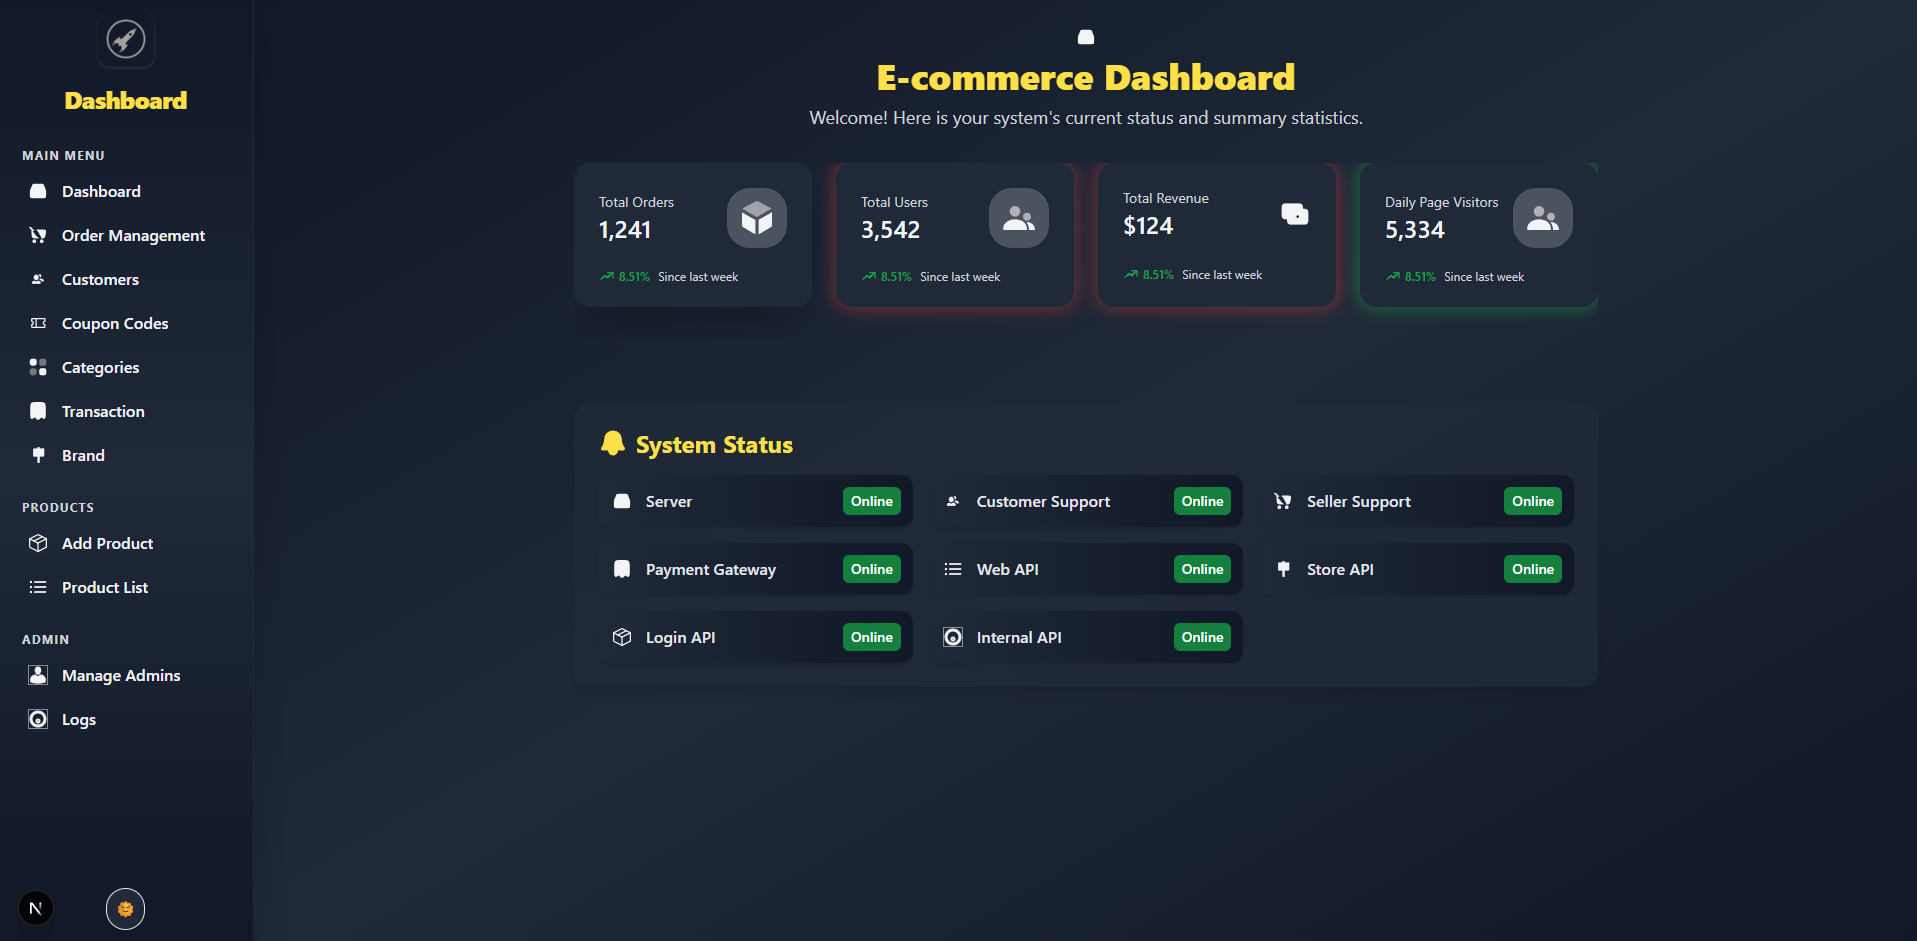 Dashboard
MAIN MENU
Dashboard
Order Management
Customers
Coupon Codes
Categories
Transaction
Brand
PRODUCTS
Add Product
Product List
ADMIN
Manage Admins
Logs
N
E-commerce Dashboard
Welcome! Here is your system's current status and summary statistics.
Total Orders
1,241
8.51% Since last week
Total Users
3,542
8.51% Since last week
Total Revenue
$124
8.51% Since last week
Daily Page Visitors
5,334
8.51% Since last week
System Status
Server Online
Customer Support Online
Seller Support Online
Payment Gateway Online
Web API Online
Store API Online
Login API Online
Internal API Online